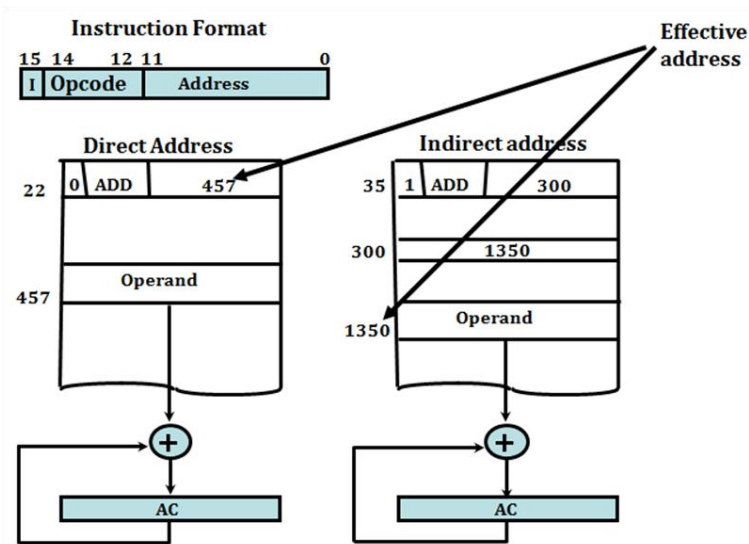 Instruction Format
Effective
address
15 14 12 11 0
I Opcode Address
Direct Address
22 0 ADD 457
Operand
457
+
AC
Indirect address
35 1 ADD 300
300 1350
Operand
1350
+
AC